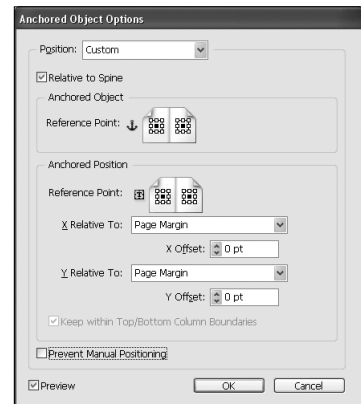 Anchored Object Options
Position: Custom
Relative to Spine
Anchored Object
Reference Point:
Anchored Position
Reference Point:
X Relative To: Page Margin
X Offset: 0 pt
Y Relative To: Page Margin
Y Offset: 0 pt
Keep within Top/Bottom Column Boundaries
Prevent Manual Positioning
Preview OK Cancel